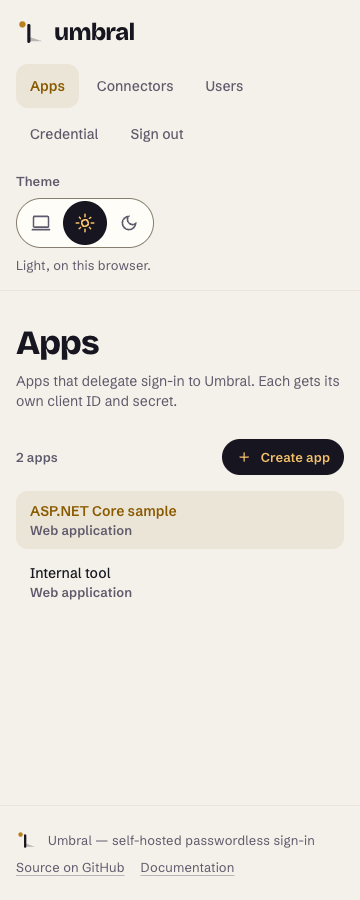 umbral
Apps
Connectors
Users
Credential
Sign out
Theme
Light, on this browser.
Apps
Apps that delegate sign-in to Umbral. Each gets its
own client ID and secret.
2 apps
Create app
ASP.NET Core sample
Web application
Internal tool
Web application
Umbral — self-hosted passwordless sign-in
Source on GitHub
Documentation